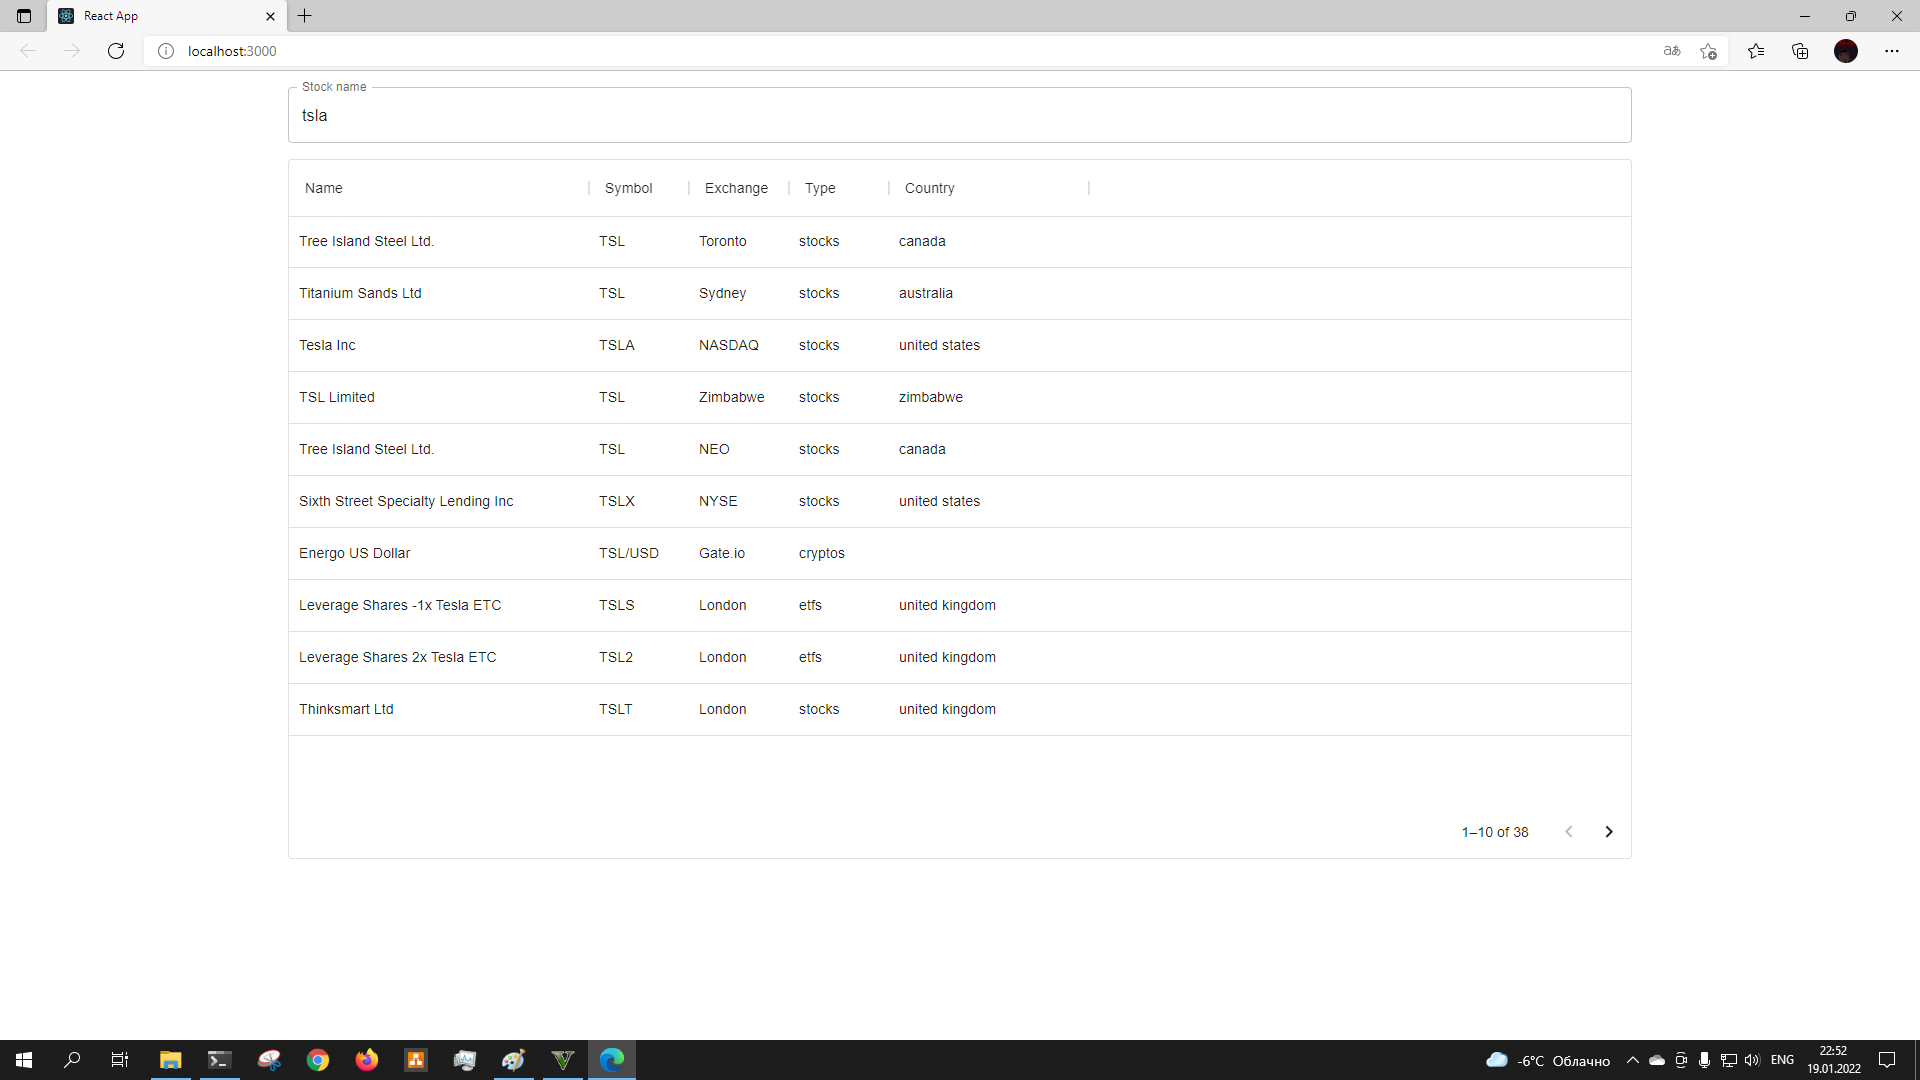 React App
localhost:3000
aあ
Stock name
tsla
Name Symbol Exchange Type Country
Tree Island Steel Ltd. TSL Toronto stocks canada
Titanium Sands Ltd TSL Sydney stocks australia
Tesla Inc TSLA NASDAQ stocks united states
TSL Limited TSL Zimbabwe stocks zimbabwe
Tree Island Steel Ltd. TSL NEO stocks canada
Sixth Street Specialty Lending Inc TSLX NYSE stocks united states
Energo US Dollar TSL/USD Gate.io cryptos
Leverage Shares -1x Tesla ETC TSLS London etfs united kingdom
Leverage Shares 2x Tesla ETC TSL2 London etfs united kingdom
Thinksmart Ltd TSLT London stocks united kingdom
1–10 of 38
-6°C Облачно ENG 22:52
19.01.2022